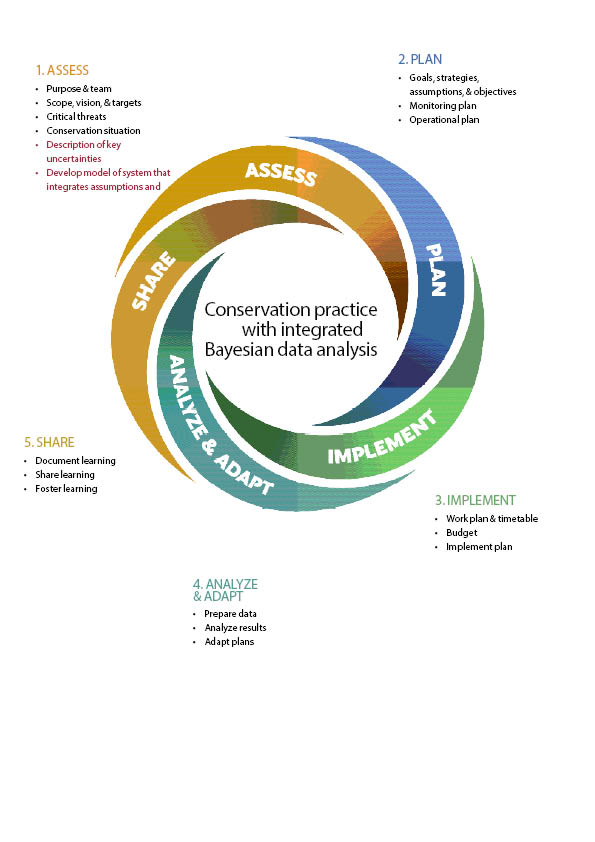 1. ASSESS
• Purpose & team
• Scope, vision, & targets
• Critical threats
• Conservation situation
• Description of key
uncertainties
• Develop model of system that
integrates assumptions and
2. PLAN
• Goals, strategies,
assumptions, & objectives
• Monitoring plan
• Operational plan
ASSESS
PLAN
IMPLEMENT
ANALYZE & ADAPT
SHARE
Conservation practice
with integrated
Bayesian data analysis
5. SHARE
• Document learning
• Share learning
• Foster learning
3. IMPLEMENT
• Work plan & timetable
• Budget
• Implement plan
4. ANALYZE
& ADAPT
• Prepare data
• Analyze results
• Adapt plans